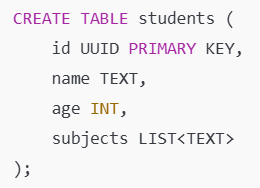 CREATE TABLE students (
    id UUID PRIMARY KEY,
    name TEXT,
    age INT,
    subjects LIST<TEXT>
);